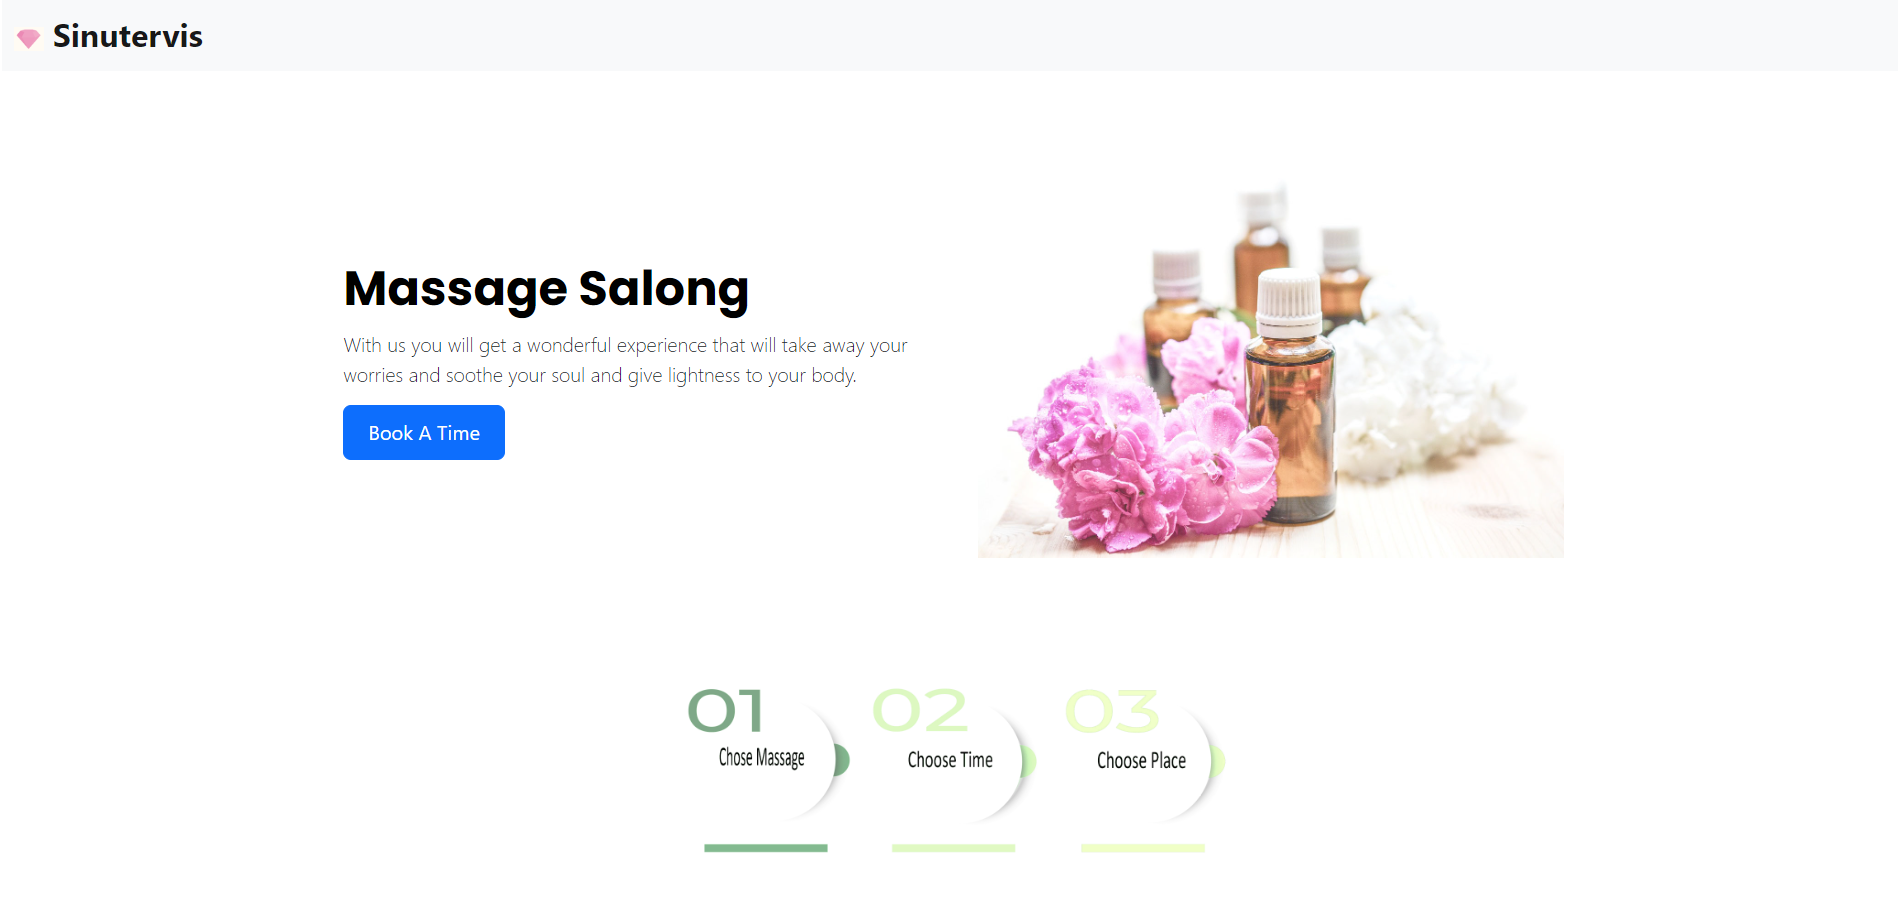 Sinutervis
Massage Salong
With us you will get a wonderful experience that will take away your
worries and soothe your soul and give lightness to your body.
Book A Time
01
Chose Massage
02
Choose Time
03
Choose Place